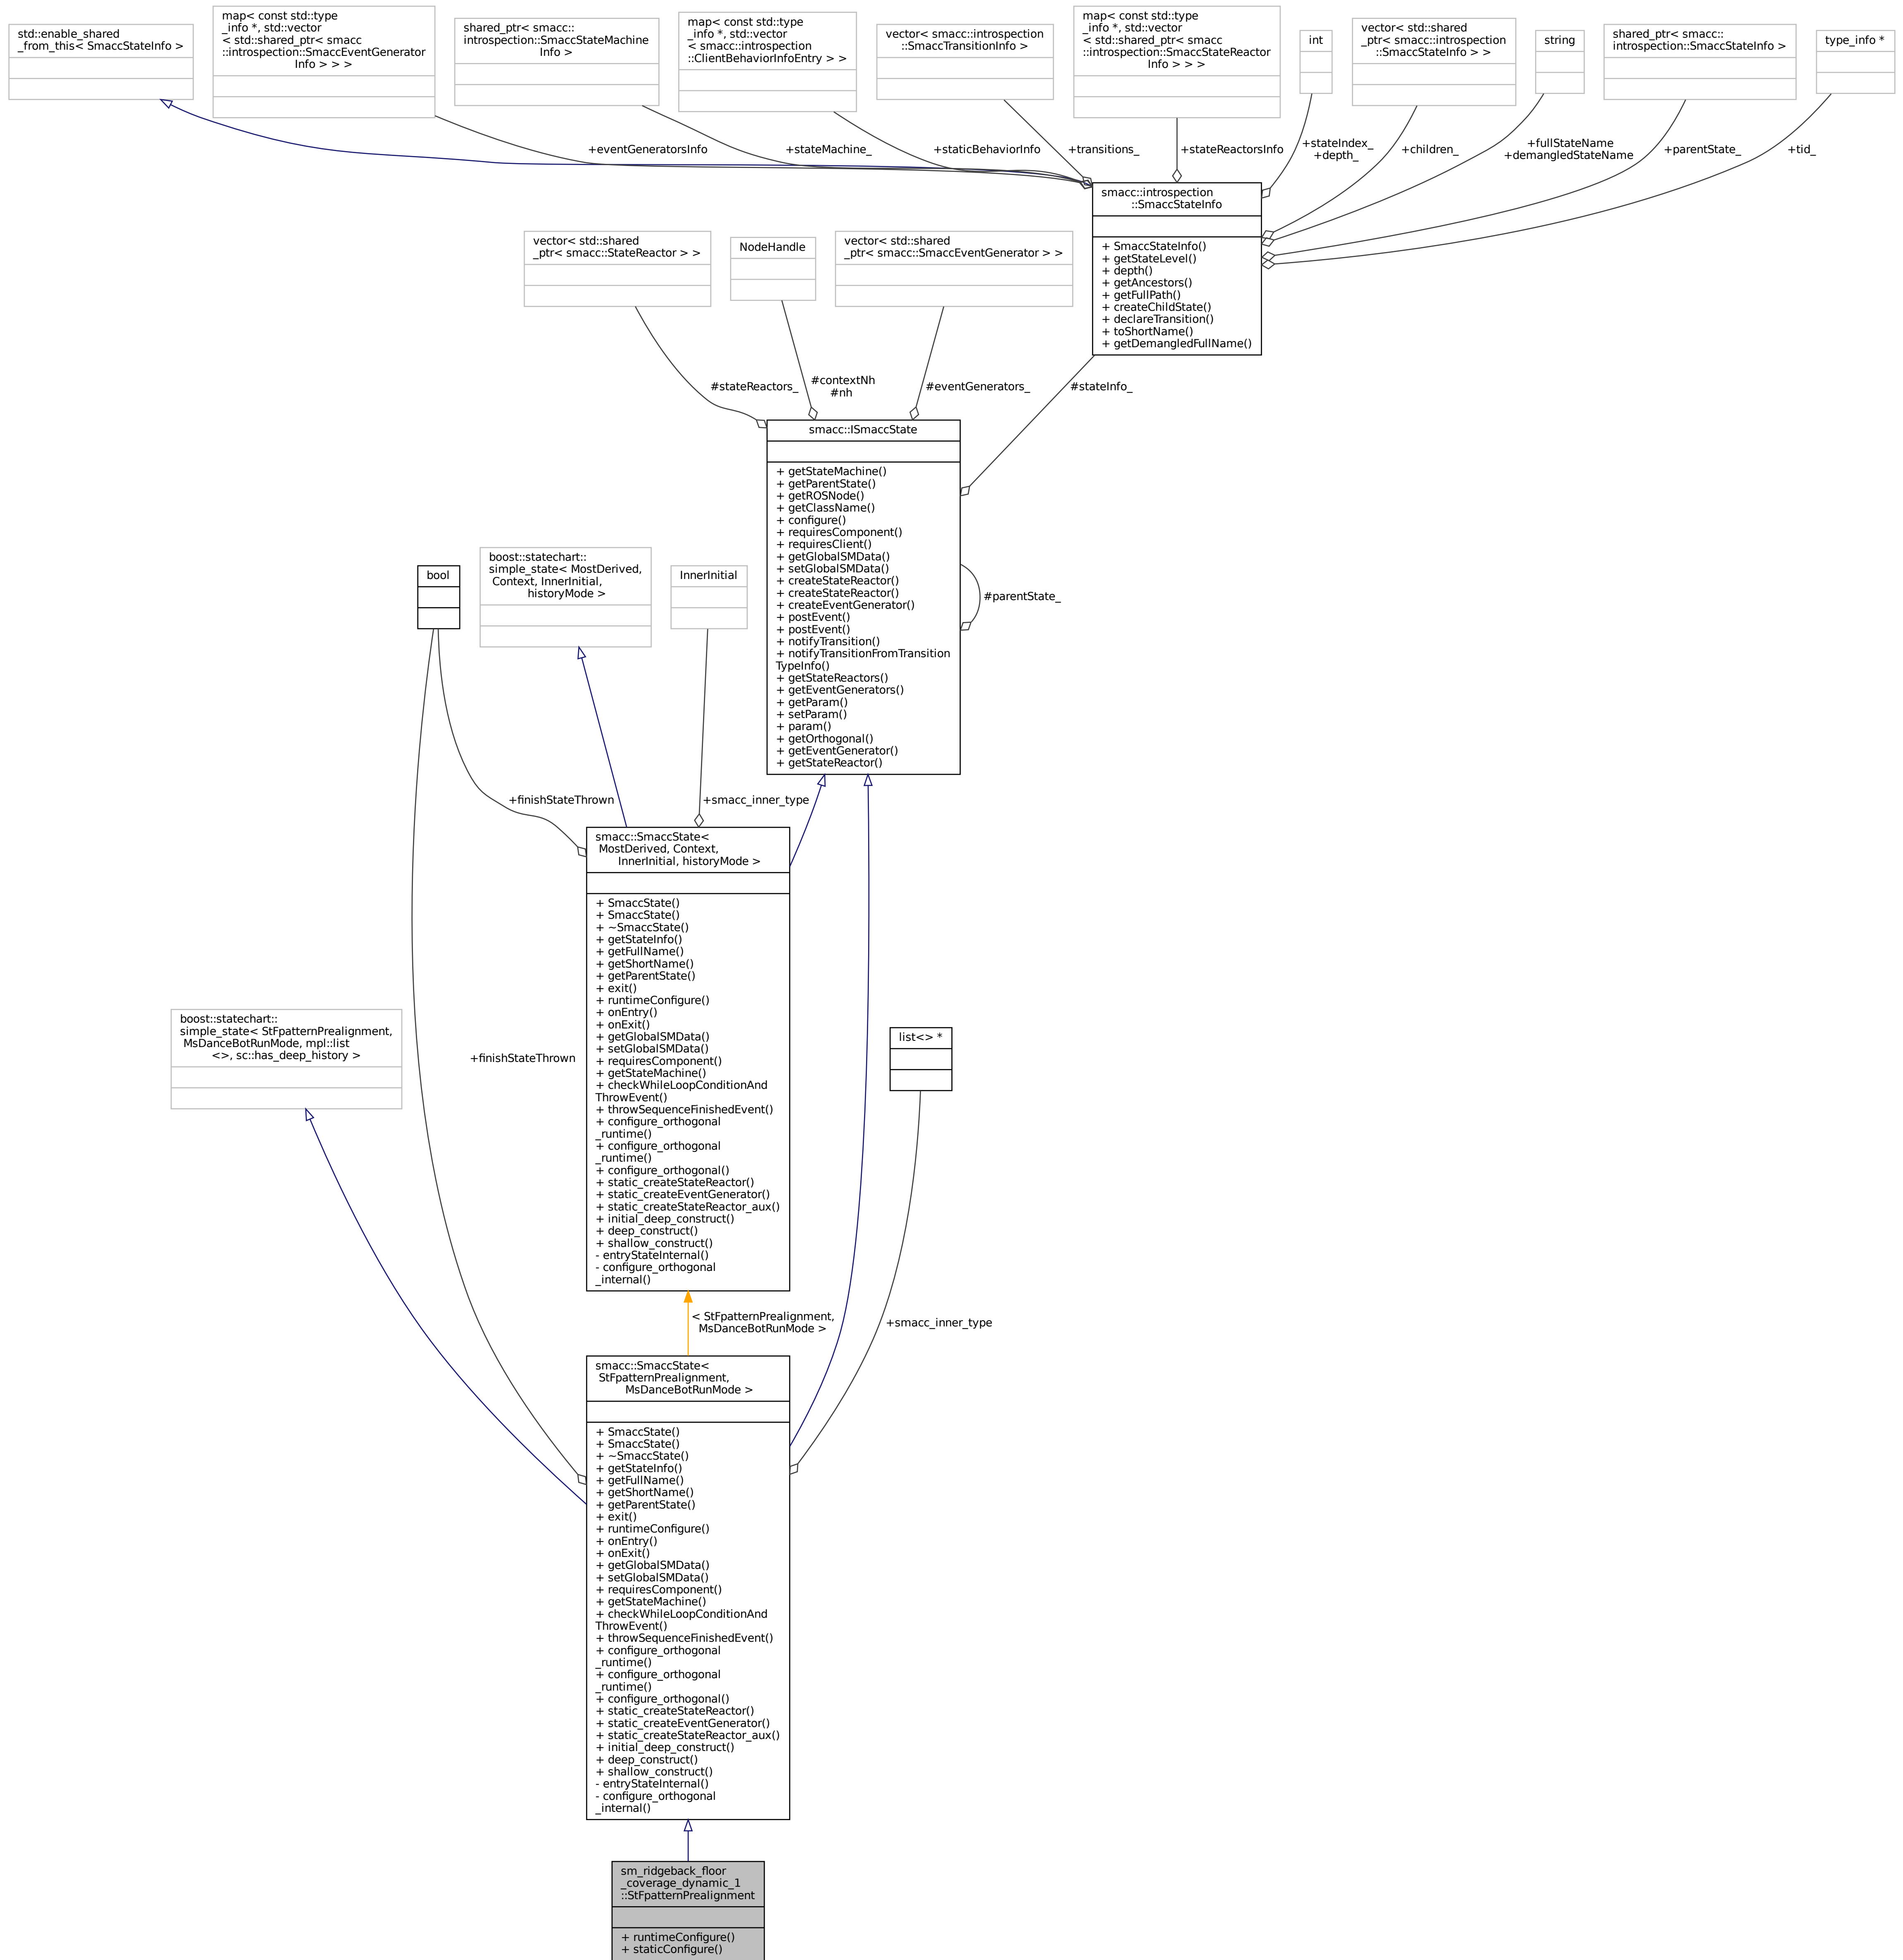 std::enable_shared
_from_this< SmaccStateInfo >
map< const std::type
_info *, std::vector
< std::shared_ptr< smacc
::introspection::SmaccEventGenerator
Info > > >
shared_ptr< smacc::
introspection::SmaccStateMachine
Info >
map< const std::type
_info *, std::vector
< smacc::introspection
::ClientBehaviorInfoEntry > >
vector< smacc::introspection
::SmaccTransitionInfo >
map< const std::type
_info *, std::vector
< std::shared_ptr< smacc
::introspection::SmaccStateReactor
Info > > >
int
vector< std::shared
_ptr< smacc::introspection
::SmaccStateInfo > >
string
shared_ptr< smacc::
introspection::SmaccStateInfo >
type_info *
+eventGeneratorsInfo
+stateMachine_
+staticBehaviorInfo
+transitions_
+stateReactorsInfo
+stateIndex_
+depth_
+children_
+fullStateName
+demangledStateName
+parentState_
+tid_
smacc::introspection
::SmaccStateInfo
+ SmaccStateInfo()
+ getStateLevel()
+ depth()
+ getAncestors()
+ getFullPath()
+ createChildState()
+ declareTransition()
+ toShortName()
+ getDemangledFullName()
vector< std::shared
_ptr< smacc::StateReactor > >
NodeHandle
vector< std::shared
_ptr< smacc::SmaccEventGenerator > >
#stateReactors_
#contextNh
#nh
#eventGenerators_
#stateInfo_
smacc::ISmaccState
+ getStateMachine()
+ getParentState()
+ getROSNode()
+ getClassName()
+ configure()
+ requiresComponent()
+ requiresClient()
+ getGlobalSMData()
+ setGlobalSMData()
+ createStateReactor()
+ createStateReactor()
+ createEventGenerator()
+ postEvent()
+ postEvent()
+ notifyTransition()
+ notifyTransitionFromTransition
TypeInfo()
+ getStateReactors()
+ getEventGenerators()
+ getParam()
+ setParam()
+ param()
+ getOrthogonal()
+ getEventGenerator()
+ getStateReactor()
#parentState_
bool
boost::statechart::
simple_state< MostDerived,
Context, InnerInitial,
historyMode >
InnerInitial
+finishStateThrown
+smacc_inner_type
smacc::SmaccState<
MostDerived, Context,
InnerInitial, historyMode >
+ SmaccState()
+ SmaccState()
+ ~SmaccState()
+ getStateInfo()
+ getFullName()
+ getShortName()
+ getParentState()
+ exit()
+ runtimeConfigure()
+ onEntry()
+ onExit()
+ getGlobalSMData()
+ setGlobalSMData()
+ requiresComponent()
+ getStateMachine()
+ checkWhileLoopConditionAnd
ThrowEvent()
+ throwSequenceFinishedEvent()
+ configure_orthogonal
_runtime()
+ configure_orthogonal
_runtime()
+ configure_orthogonal()
+ static_createStateReactor()
+ static_createEventGenerator()
+ static_createStateReactor_aux()
+ initial_deep_construct()
+ deep_construct()
+ shallow_construct()
- entryStateInternal()
- configure_orthogonal
_internal()
boost::statechart::
simple_state< StFpatternPrealignment,
MsDanceBotRunMode, mpl::list
<>, sc::has_deep_history >
+finishStateThrown
list<> *
< StFpatternPrealignment,
MsDanceBotRunMode >
+smacc_inner_type
smacc::SmaccState<
StFpatternPrealignment,
MsDanceBotRunMode >
+ SmaccState()
+ SmaccState()
+ ~SmaccState()
+ getStateInfo()
+ getFullName()
+ getShortName()
+ getParentState()
+ exit()
+ runtimeConfigure()
+ onEntry()
+ onExit()
+ getGlobalSMData()
+ setGlobalSMData()
+ requiresComponent()
+ getStateMachine()
+ checkWhileLoopConditionAnd
ThrowEvent()
+ throwSequenceFinishedEvent()
+ configure_orthogonal
_runtime()
+ configure_orthogonal
_runtime()
+ configure_orthogonal()
+ static_createStateReactor()
+ static_createEventGenerator()
+ static_createStateReactor_aux()
+ initial_deep_construct()
+ deep_construct()
+ shallow_construct()
- entryStateInternal()
- configure_orthogonal
_internal()
sm_ridgeback_floor
_coverage_dynamic_1
::StFpatternPrealignment
+ runtimeConfigure()
+ staticConfigure()